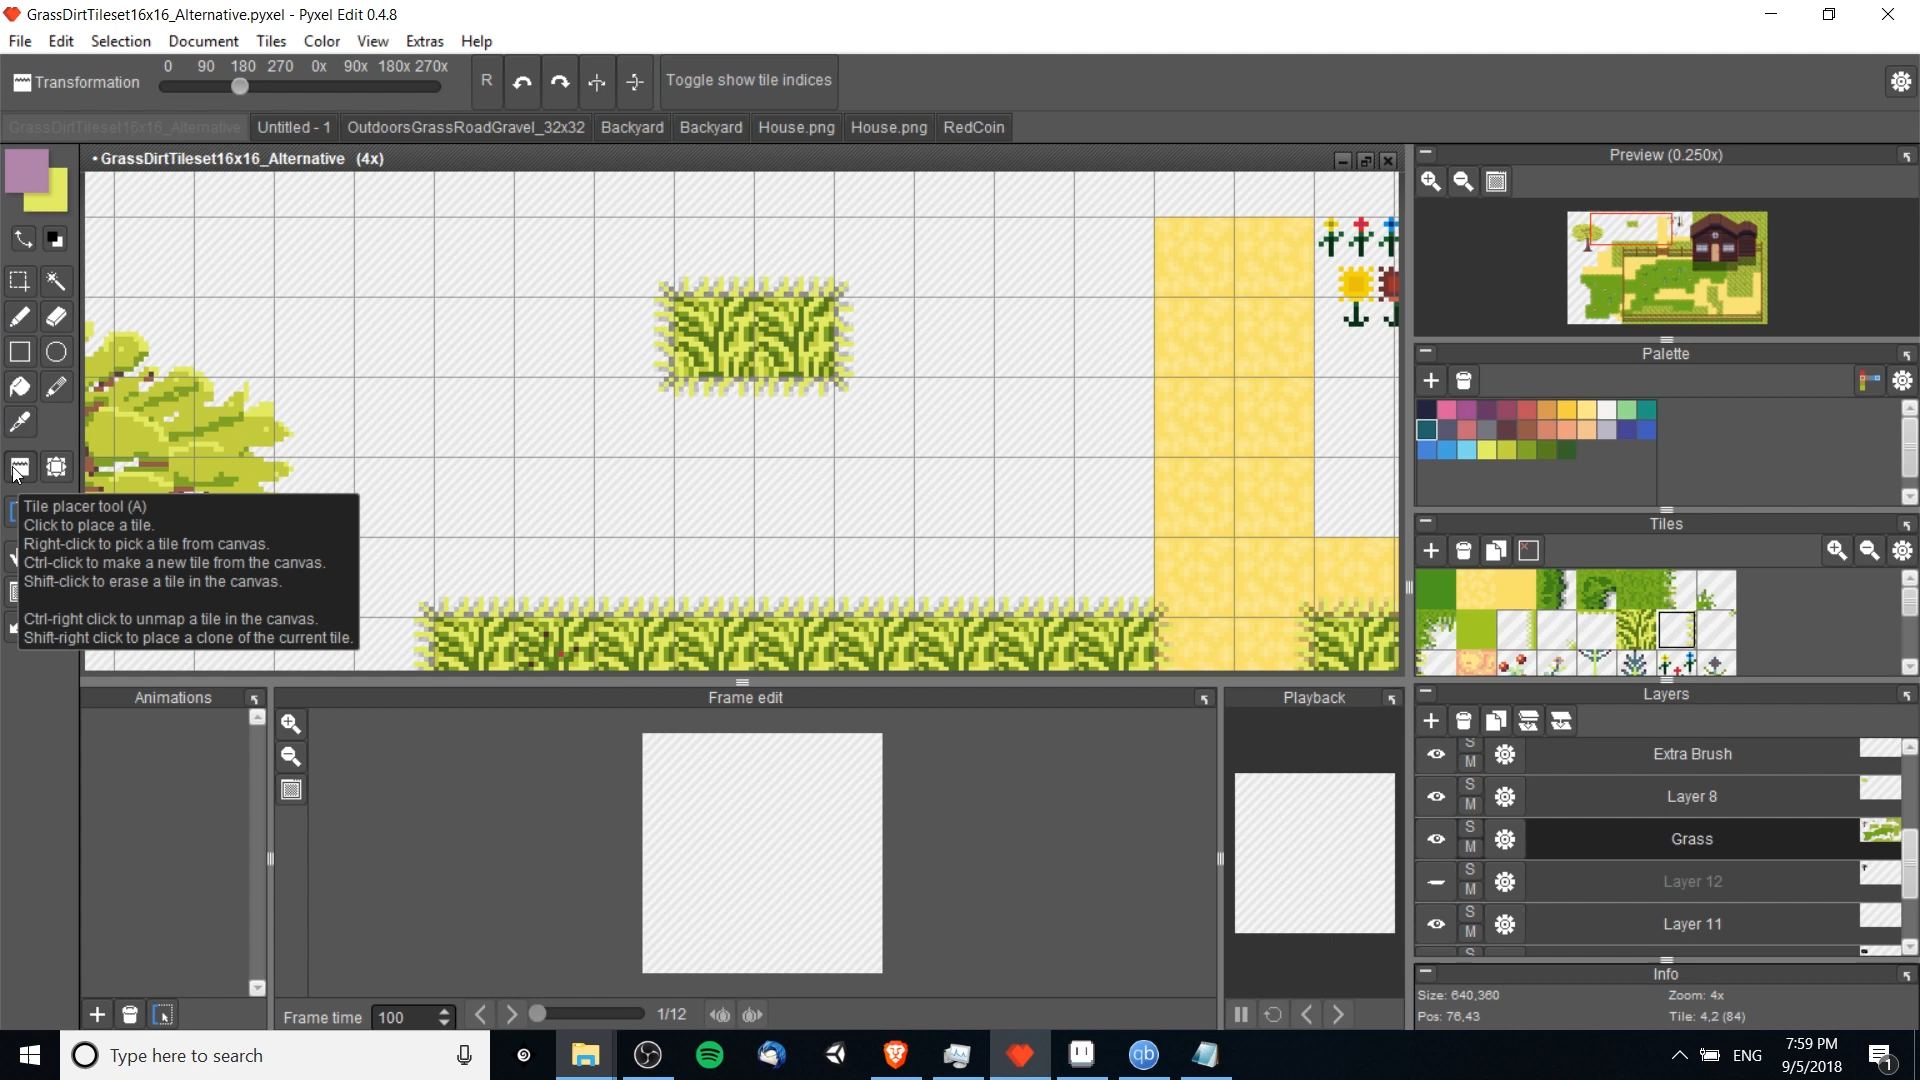 GrassDirtTileset16x16_Alternative.pyxel - Pyxel Edit 0.4.8
File Edit Selection Document Tiles Color View Extras Help
0 90 180 270 0x 90x 180x 270x
Transformation
R
Toggle show tile indices
GrassDirtTileset16x16_Alternative
Untitled - 1
OutdoorsGrassRoadGravel_32x32
Backyard
Backyard
House.png
House.png
RedCoin
• GrassDirtTileset16x16_Alternative (4x)
Preview (0.250x)
Palette
Tile placer tool (A)
Click to place a tile.
Right-click to pick a tile from canvas.
Ctrl-click to make a new tile from the canvas.
Shift-click to erase a tile in the canvas.
Ctrl-right click to unmap a tile in the canvas.
Shift-right click to place a clone of the current tile.
Tiles
Layers
S
M
Extra Brush
S
M
Layer 8
S
M
Grass
S
M
Layer 12
S
M
Layer 11
S
Animations
Frame edit
Playback
Frame time 100
1/12
Info
Size: 640,360
Zoom: 4x
Pos: 76,43
Tile: 4,2 (84)
Type here to search
qb
ENG
7:59 PM
9/5/2018
1